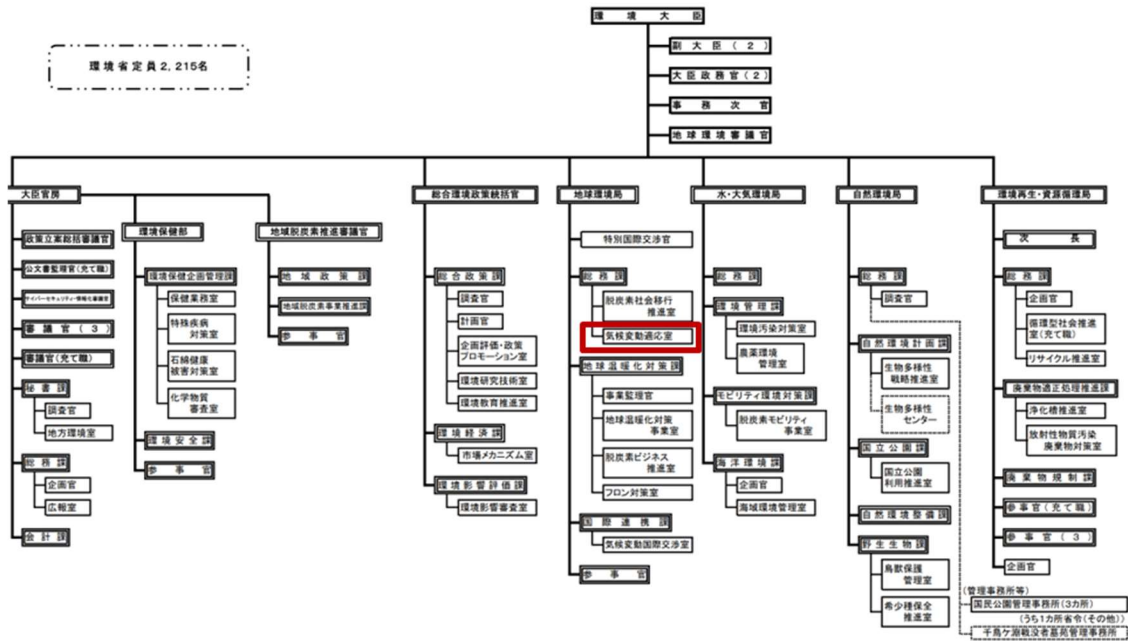 環境大臣
副大臣(2)
環境省定員2,215名
大臣政務官(2)
事務次官
地球環境審議官
大臣官房
政策立案総括審議官
公文書監理官(充て職)
サイバーセキュリティ・情報化審議官
審議官(3)
審議官(充て職)
秘書課
調査官
地方環境室
総務課
企画官
広報室
会計課
環境保健部
環境保健企画管理課
保健業務室
特殊疾病
対策室
石綿健康
被害対策室
化学物質
審査室
環境安全課
参事官
地域脱炭素推進審議官
地域政策課
地域脱炭素事業推進課
参事官
総合環境政策統括官
総合政策課
調査官
計画官
企画評価・政策
プロモーション室
環境研究技術室
環境教育推進室
環境経済課
市場メカニズム室
環境影響評価課
環境影響審査室
地球環境局
特別国際交渉官
総務課
脱炭素社会移行
推進室
気候変動適応室
地球温暖化対策課
事業監理官
地球温暖化対策
事業室
脱炭素ビジネス
推進室
フロン対策室
国際連携課
気候変動国際交渉室
参事官
水・大気環境局
総務課
環境管理課
環境汚染対策室
農薬環境
管理室
モビリティ環境対策課
脱炭素モビリティ
事業室
海洋環境課
企画官
海域環境管理室
自然環境局
総務課
調査官
自然環境計画課
生物多様性
戦略推進室
生物多様性
センター
国立公園課
国立公園
利用推進室
自然環境整備課
野生生物課
鳥獣保護
管理室
希少種保全
推進室
環境再生・資源循環局
次長
総務課
企画官
循環型社会推進
室(充て職)
リサイクル推進室
廃棄物適正処理推進課
浄化槽推進室
放射性物質汚染
廃棄物対策室
廃棄物規制課
参事官(充て職)
参事官(3)
企画官
(管理事務所等)
国民公園管理事務所(3カ所)
(うち1カ所省令(その他))
千鳥ケ淵戦没者墓苑管理事務所